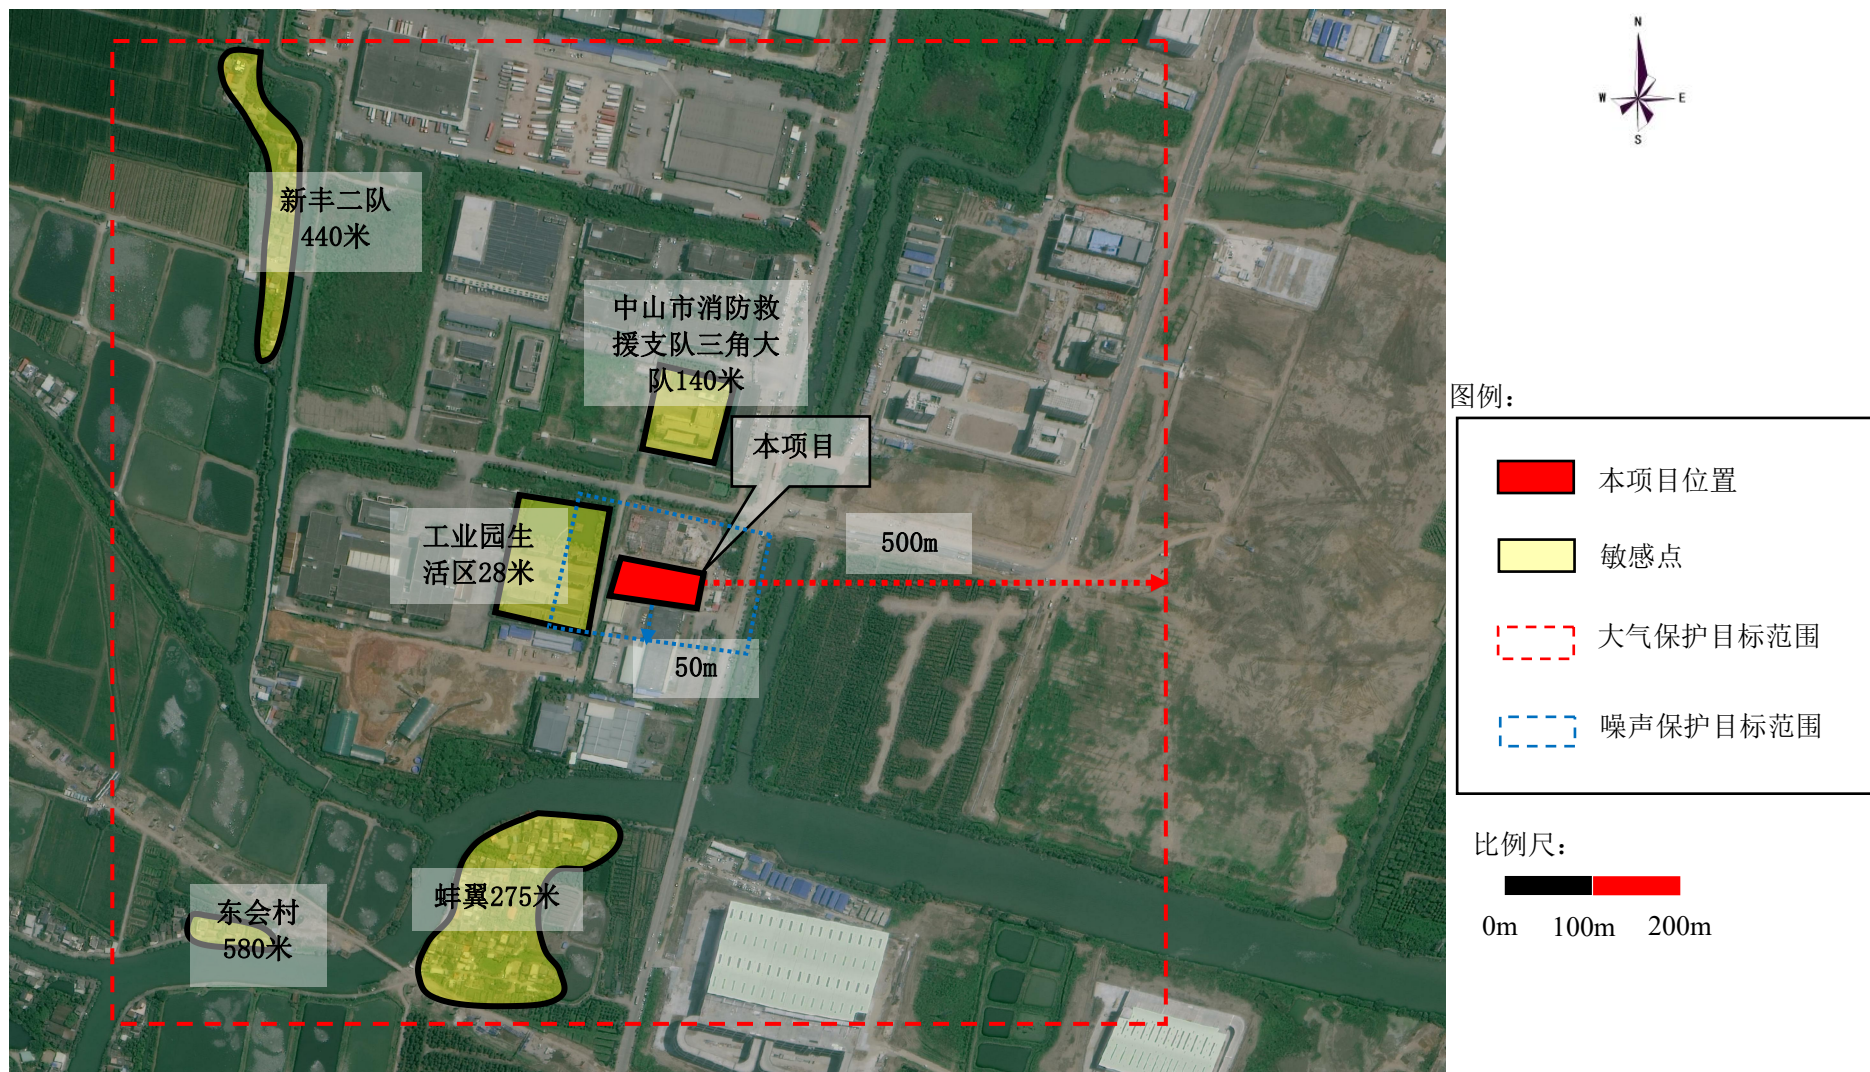 N
W
E
S
新丰二队
440米
中山市消防救
援支队三角大
队140米
本项目
工业园生
活区28米
500m
50m
蚌翼275米
东会村
580米
图例：
本项目位置
敏感点
大气保护目标范围
噪声保护目标范围
比例尺：
0m
100m
200m